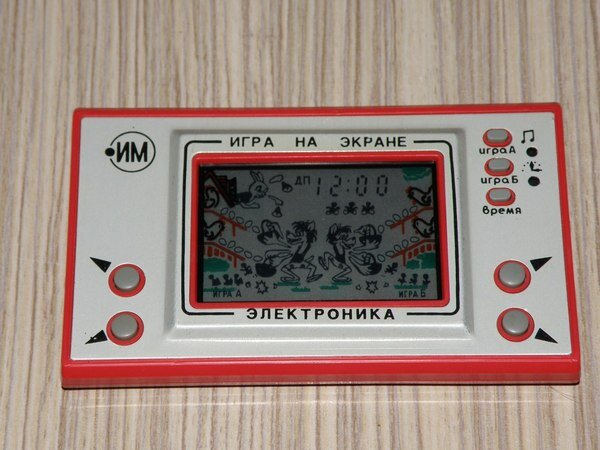 ИМ
ИГРА НА ЭКРАНЕ
игра А
игра Б
время
ДП 12:00
ИГРА А
ИГРА Б
ЭЛЕКТРОНИКА